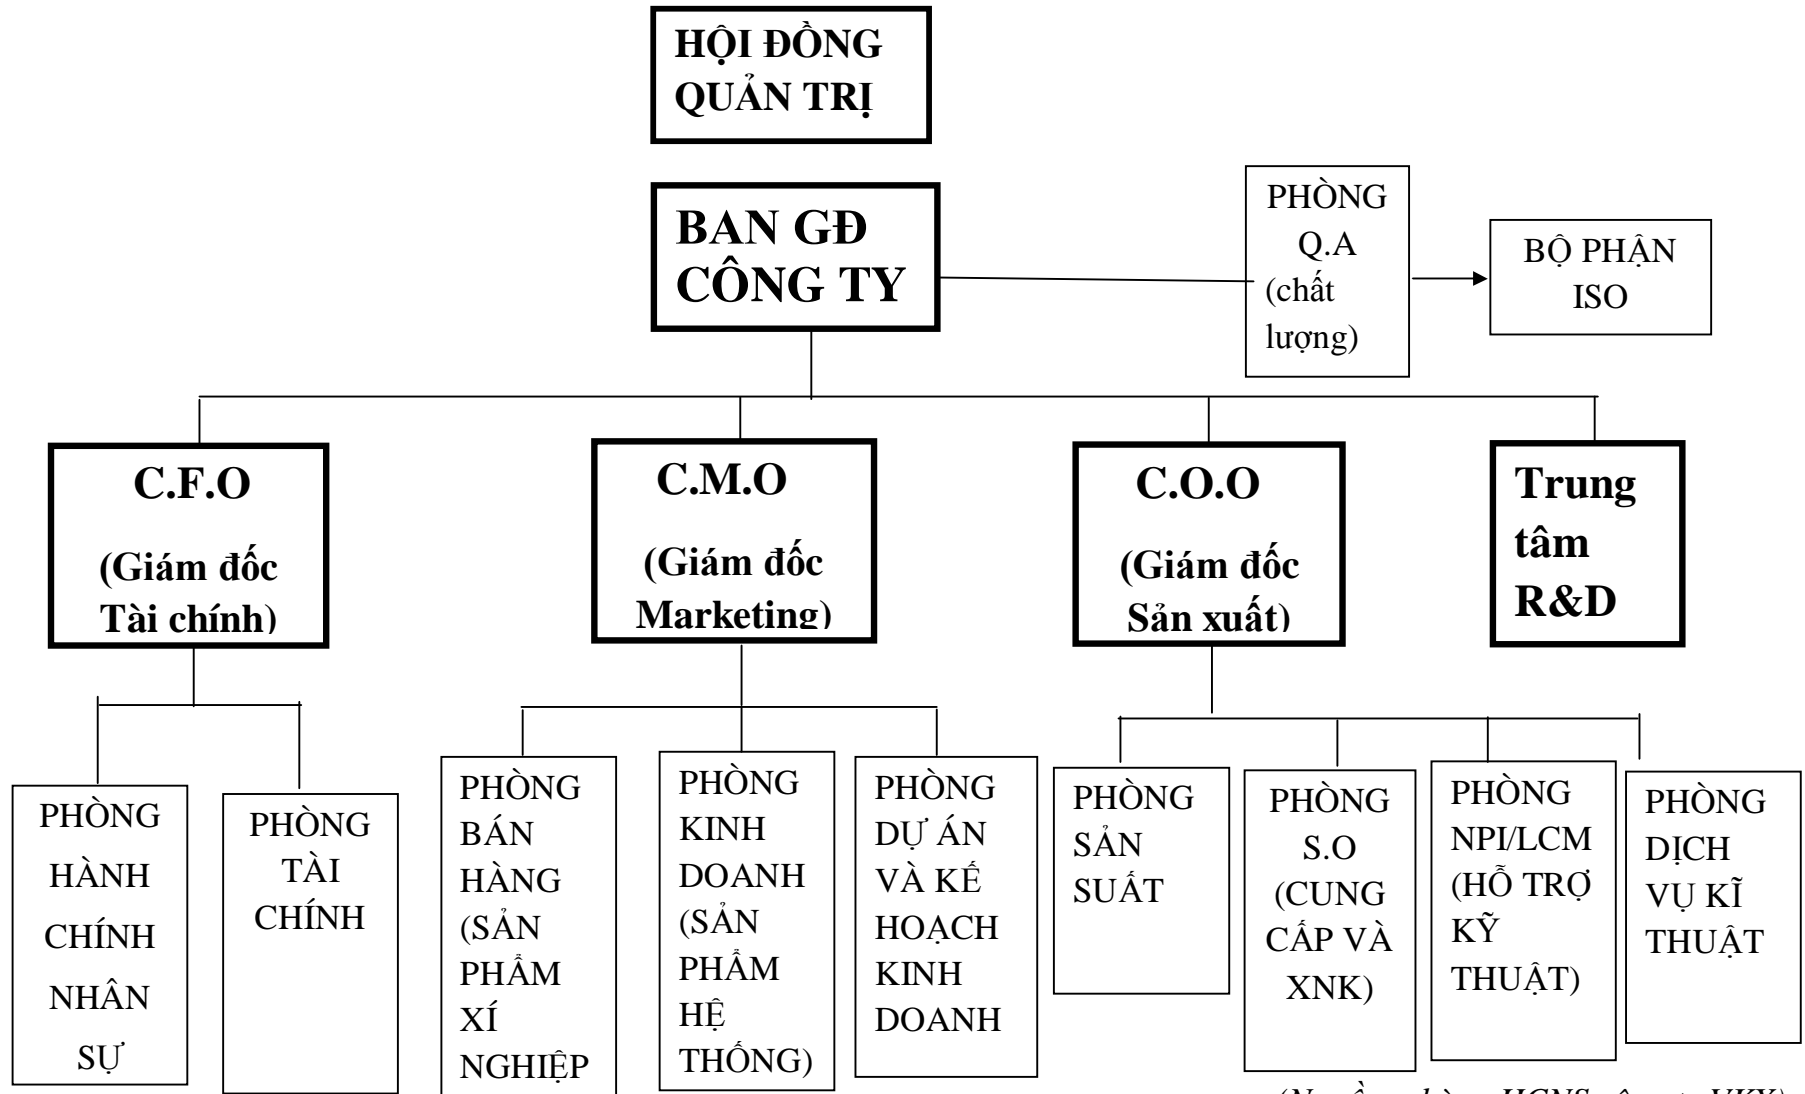 HỘI ĐỒNG
QUẢN TRỊ
BAN GĐ
CÔNG TY
PHÒNG
Q.A
(chất
lượng)
BỘ PHẬN
ISO
C.F.O
(Giám đốc
Tài chính)
C.M.O
(Giám đốc
Marketing)
C.O.O
(Giám đốc
Sản xuất)
Trung
tâm
R&D
PHÒNG
HÀNH
CHÍNH
NHÂN
SỰ
PHÒNG
TÀI
CHÍNH
PHÒNG
BÁN
HÀNG
(SẢN
PHẨM
XÍ
NGHIỆP
PHÒNG
KINH
DOANH
(SẢN
PHẨM
HỆ
THỐNG)
PHÒNG
DỰ ÁN
VÀ KẾ
HOẠCH
KINH
DOANH
PHÒNG
SẢN
SUẤT
PHÒNG
S.O
(CUNG
CẤP VÀ
XNK)
PHÒNG
NPI/LCM
(HỖ TRỢ
KỸ
THUẬT)
PHÒNG
DỊCH
VỤ KĨ
THUẬT